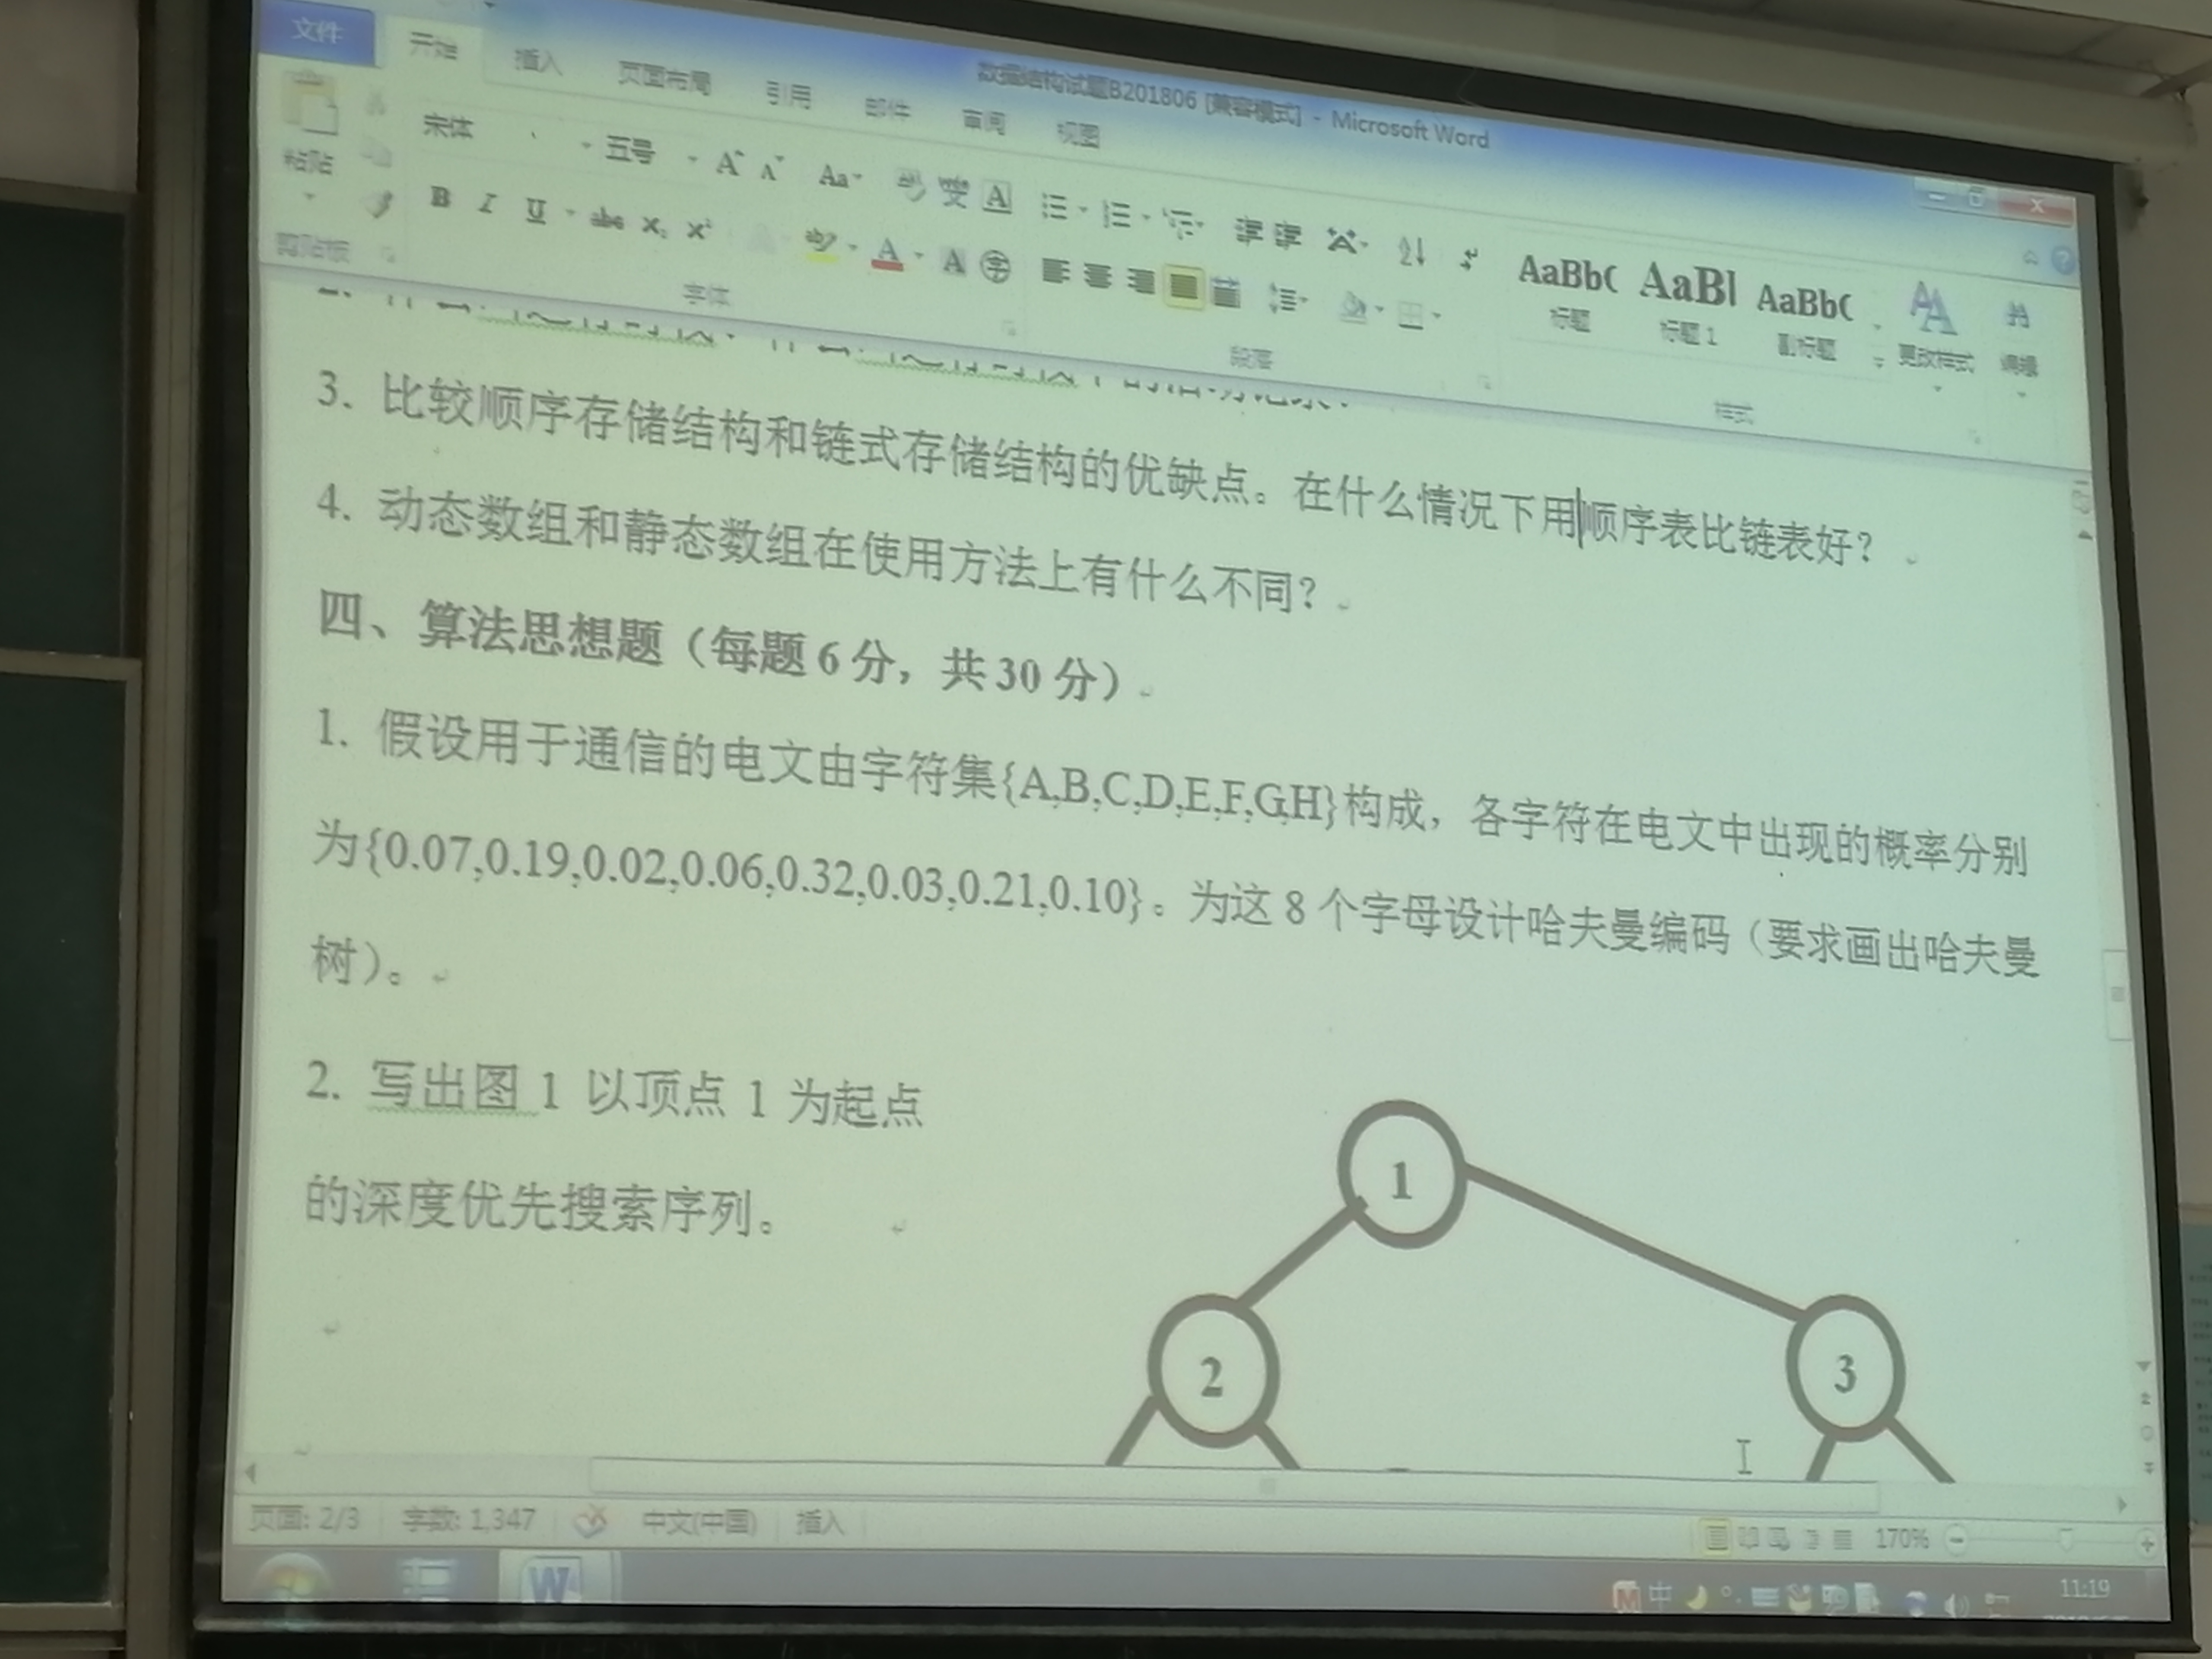 数据结构试题B201806 [兼容模式] - Microsoft Word
文件 开始 插入 页面布局 引用 邮件 审阅 视图
粘贴
剪贴板
宋体 五号
字体
段落
AaBbC AaBl AaBbC
标题 标题 1 副标题 更改样式 编辑
样式
3. 比较顺序存储结构和链式存储结构的优缺点。在什么情况下用顺序表比链表好？
4. 动态数组和静态数组在使用方法上有什么不同？
四、算法思想题（每题 6 分，共 30 分）
1. 假设用于通信的电文由字符集{A,B,C,D,E,F,G,H}构成，各字符在电文中出现的概率分别
为{0.07,0.19,0.02,0.06,0.32,0.03,0.21,0.10}。为这 8 个字母设计哈夫曼编码（要求画出哈夫曼
树）。
2. 写出图 1 以顶点 1 为起点
的深度优先搜索序列。
1
2
3
页面: 2/3 字数: 1,347 中文(中国) 插入 170%
中
11:19